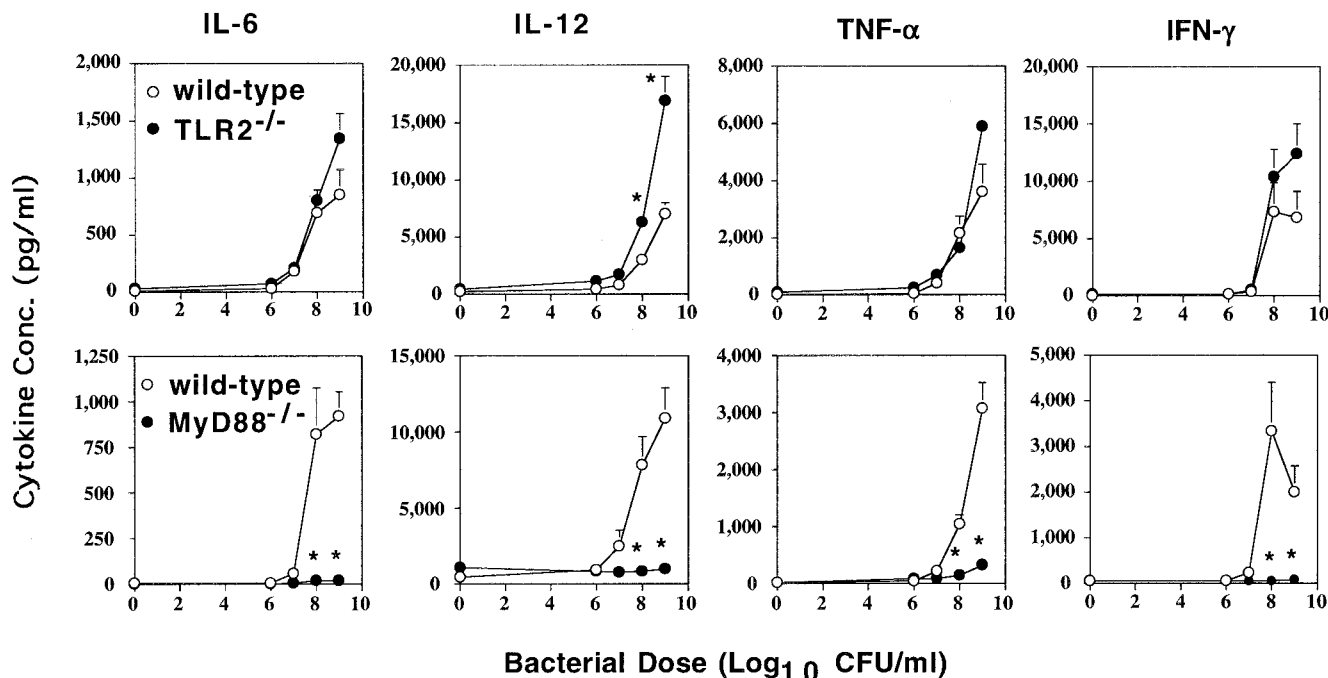 IL-6 IL-12 TNF-α IFN-γ
2,000 20,000 8,000 20,000
○ wild-type
● TLR2-/-
1,500 15,000 6,000 15,000
1,000 10,000 4,000 10,000
500 5,000 2,000 5,000
0 0 0 0
* * 
0 2 4 6 8 10 0 2 4 6 8 10 0 2 4 6 8 10 0 2 4 6 8 10
Cytokine Conc. (pg/ml)
1,250 15,000 4,000 5,000
○ wild-type
● MyD88-/-
1,000 10,000 3,000 4,000
750 5,000 2,000 3,000
500 0 1,000 2,000
250 0 1,000
0 0
* * * * * * * *
0 2 4 6 8 10 0 2 4 6 8 10 0 2 4 6 8 10 0 2 4 6 8 10
Bacterial Dose (Log10 CFU/ml)